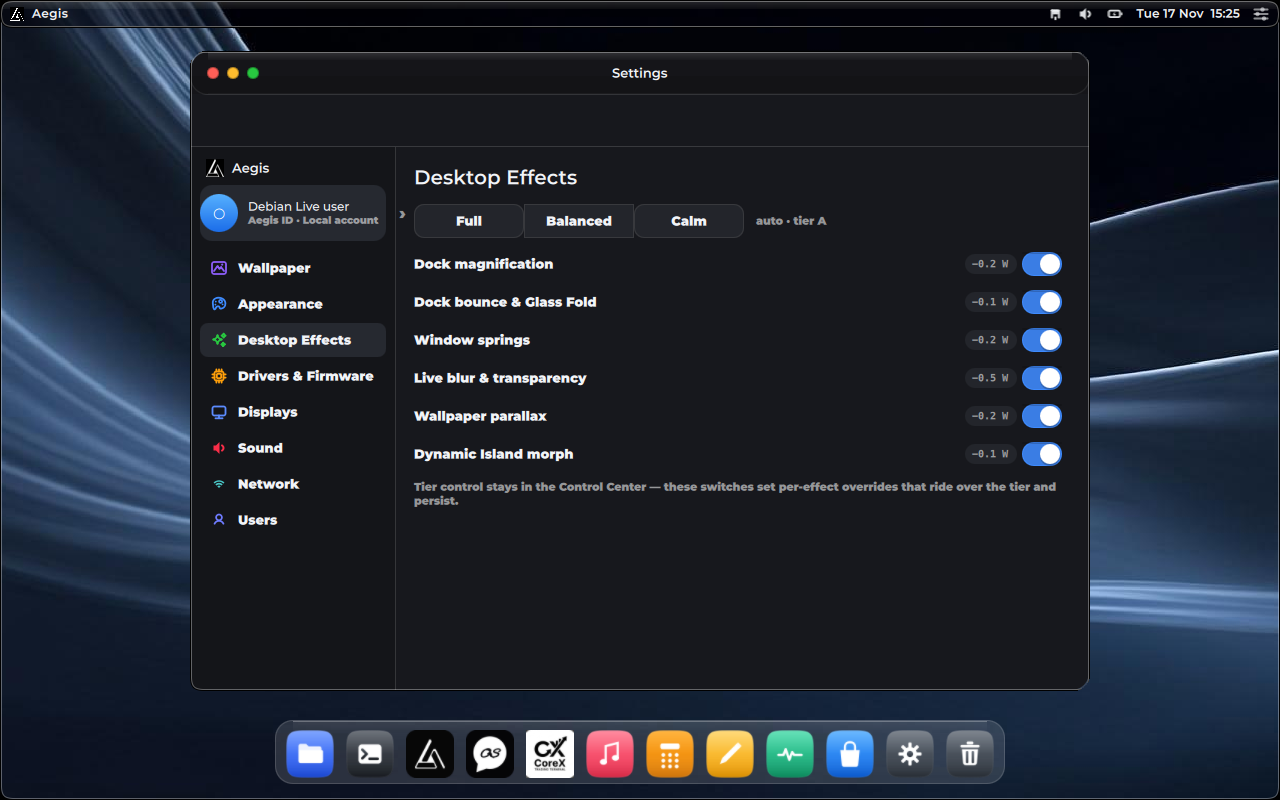 Aegis
Tue 17 Nov 15:25
Settings
Aegis
Debian Live user
Aegis ID · Local account
Wallpaper
Appearance
Desktop Effects
Drivers & Firmware
Displays
Sound
Network
Users
Desktop Effects
Full Balanced Calm auto · tier A
Dock magnification −0.2 W
Dock bounce & Glass Fold −0.1 W
Window springs −0.2 W
Live blur & transparency −0.5 W
Wallpaper parallax −0.2 W
Dynamic Island morph −0.1 W
Tier control stays in the Control Center — these switches set per-effect overrides that ride over the tier and
persist.
as
CX
CoreX